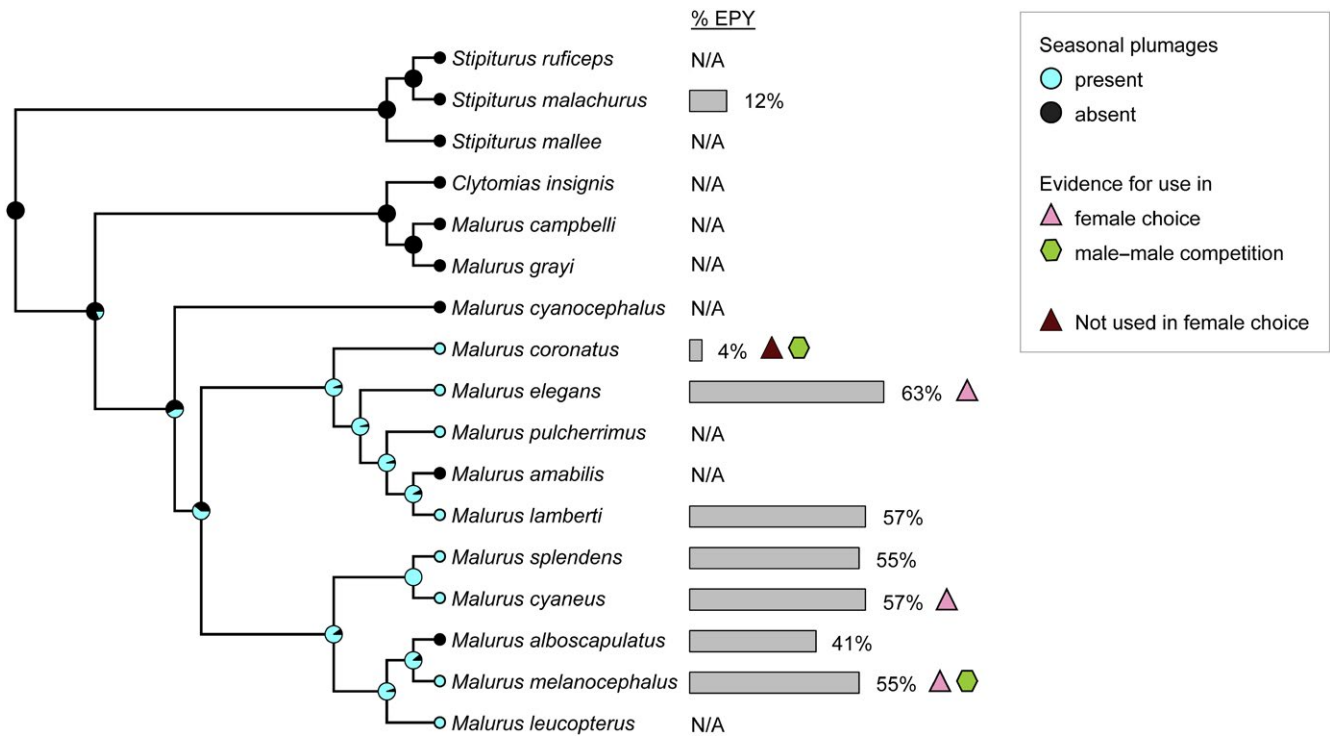 % EPY
Stipiturus ruficeps N/A
Stipiturus malachurus 12%
Stipiturus mallee N/A
Clytomias insignis N/A
Malurus campbelli N/A
Malurus grayi N/A
Malurus cyanocephalus N/A
Malurus coronatus 4%
Malurus elegans 63%
Malurus pulcherrimus N/A
Malurus amabilis N/A
Malurus lamberti 57%
Malurus splendens 55%
Malurus cyaneus 57%
Malurus alboscapulatus 41%
Malurus melanocephalus 55%
Malurus leucopterus N/A
Seasonal plumages
present
absent
Evidence for use in
female choice
male–male competition
Not used in female choice